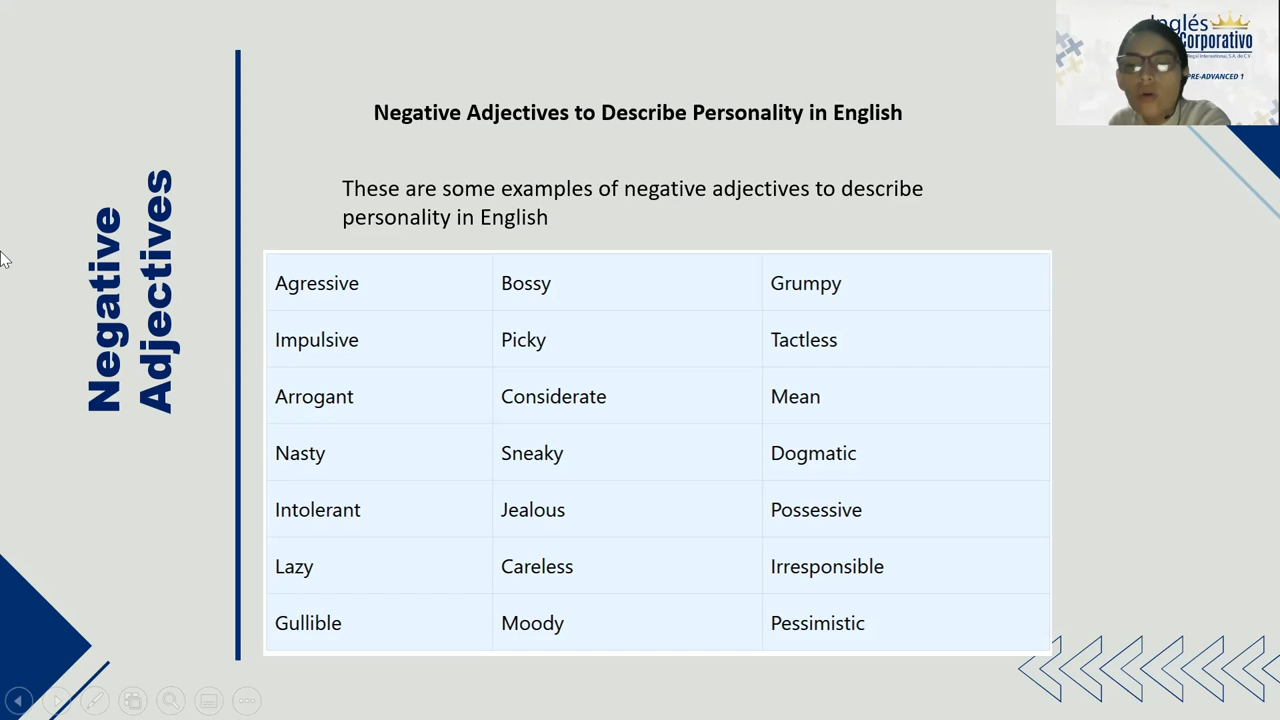 Inglés
Corporativo
PRE-ADVANCED 1
Negative Adjectives to Describe Personality in English
These are some examples of negative adjectives to describe
personality in English
Negative
Adjectives
Agressive Bossy Grumpy
Impulsive Picky Tactless
Arrogant Considerate Mean
Nasty Sneaky Dogmatic
Intolerant Jealous Possessive
Lazy Careless Irresponsible
Gullible Moody Pessimistic